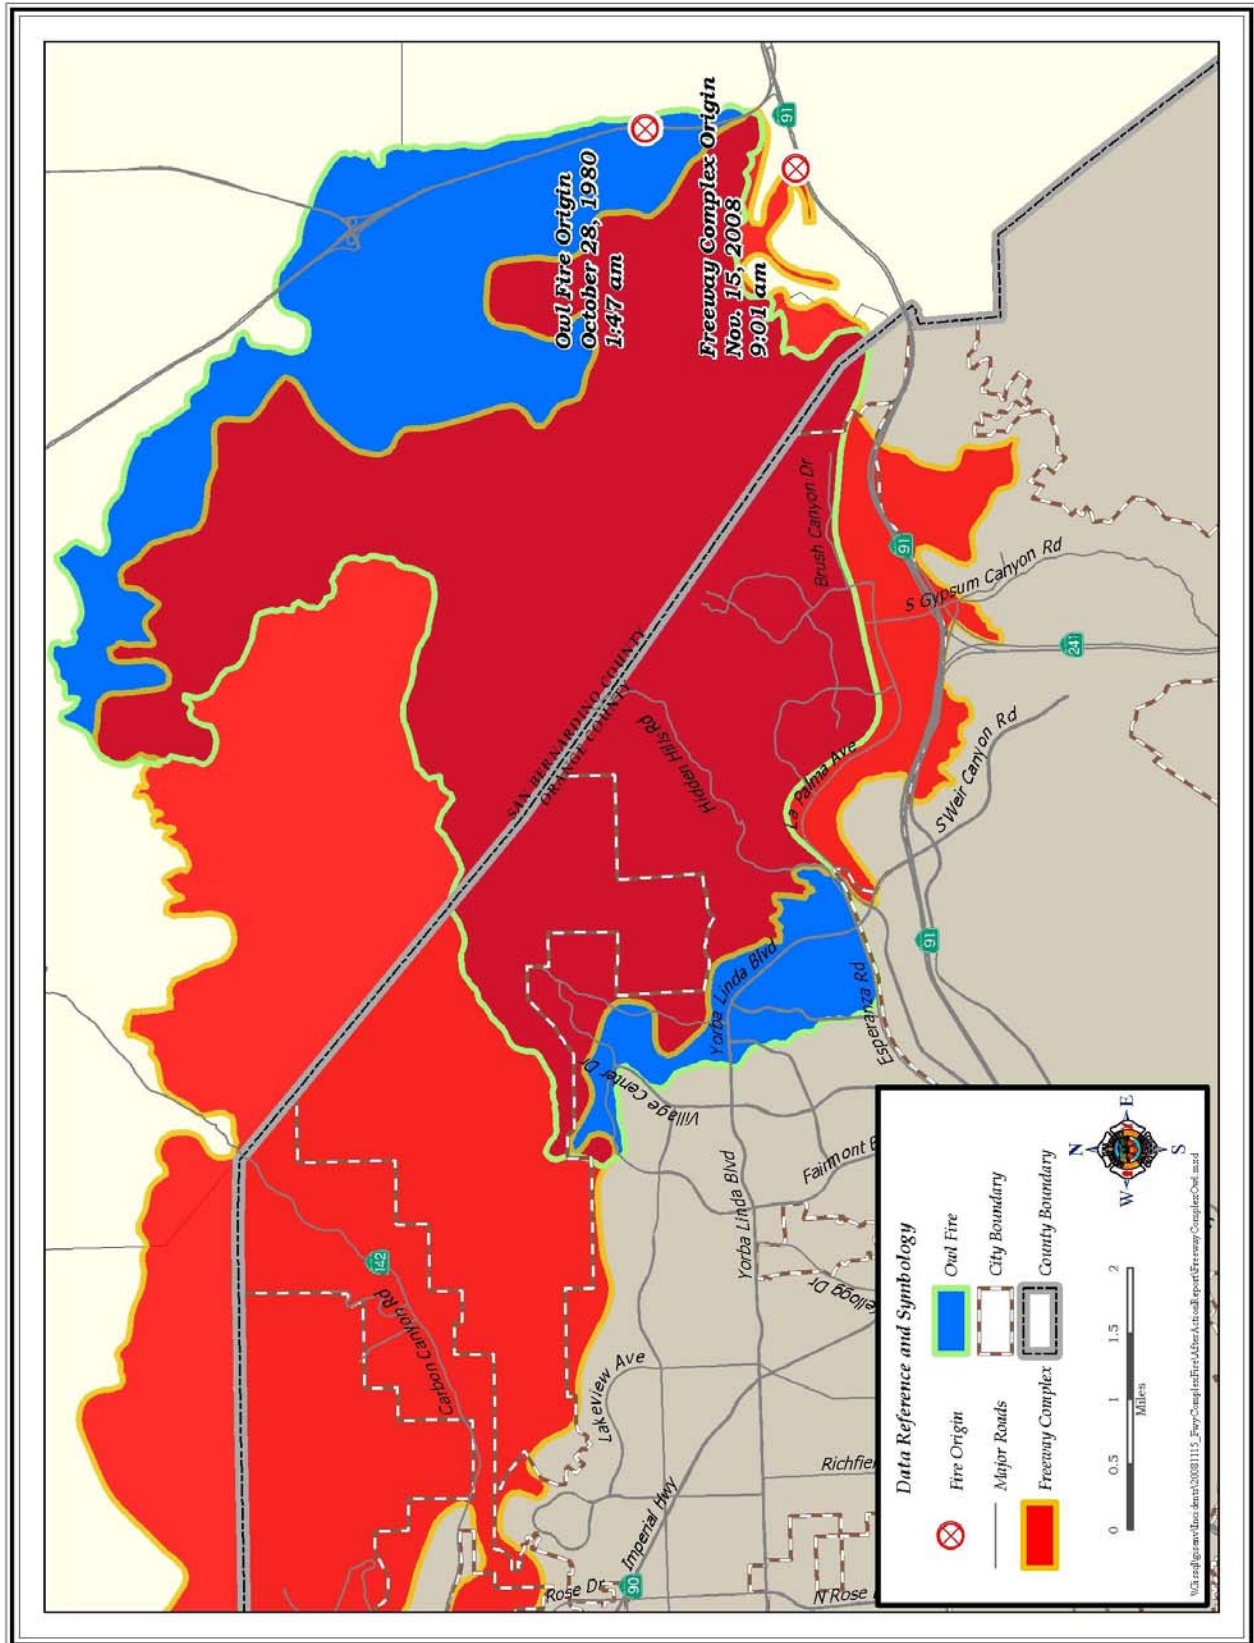 Owl Fire Origin
October 28, 1980
1:47 am
Freeway Complex Origin
Nov. 15, 2008
9:01 am
91
SAN BERNARDINO COUNTY
ORANGE COUNTY
142
Carbon Canyon Rd
Hidden Hills Rd
Brush Canyon Dr
La Palma Ave
91
S Gypsum Canyon Rd
241
S Weir Canyon Rd
91
Yorba Linda Blvd
Esperanza Rd
Village Center Dr
Yorba Linda Blvd
Fairmont B
ellogg Dr
Lakeview Ave
Imperial Hwy
90
Rose Dr
Richfie
N Rose
Data Reference and Symbology
Fire Origin
Owl Fire
Major Roads
City Boundary
Freeway Complex
County Boundary
0 0.5 1 1.5 2
Miles
N
W E
S